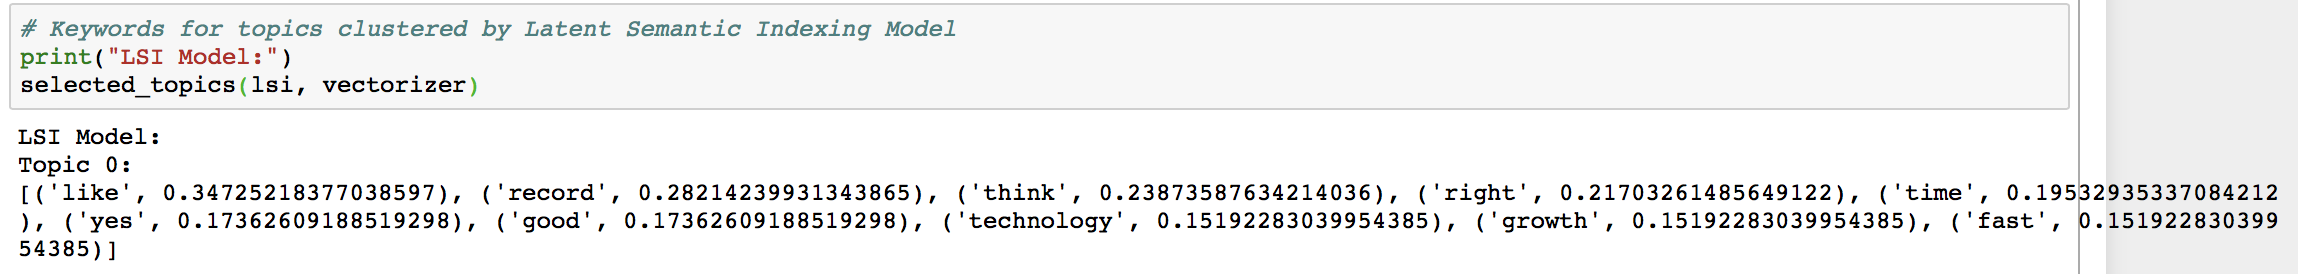 # Keywords for topics clustered by Latent Semantic Indexing Model
print("LSI Model:")
selected_topics(lsi, vectorizer)
LSI Model:
Topic 0:
[('like', 0.34725218377038597), ('record', 0.28214239931343865), ('think', 0.23873587634214036), ('right', 0.21703261485649122), ('time', 0.19532935337084212
), ('yes', 0.17362609188519298), ('good', 0.17362609188519298), ('technology', 0.15192283039954385), ('growth', 0.15192283039954385), ('fast', 0.151922830399
54385)]